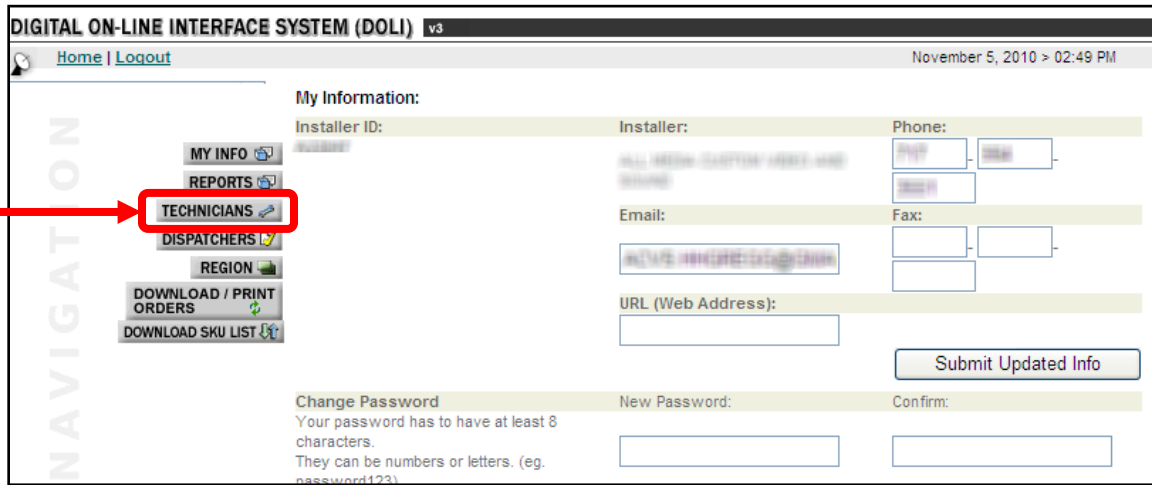 DIGITAL ON-LINE INTERFACE SYSTEM (DOLI) v3
Home | Logout
November 5, 2010 > 02:49 PM
NAVIGATION
MY INFO
REPORTS
TECHNICIANS
DISPATCHERS
REGION
DOWNLOAD / PRINT
ORDERS
DOWNLOAD SKU LIST
My Information:
Installer ID:
Installer:
Phone:
-
-
Email:
Fax:
-
-
URL (Web Address):
Submit Updated Info
Change Password
New Password:
Confirm:
Your password has to have at least 8
characters.
They can be numbers or letters. (eg.
password123)